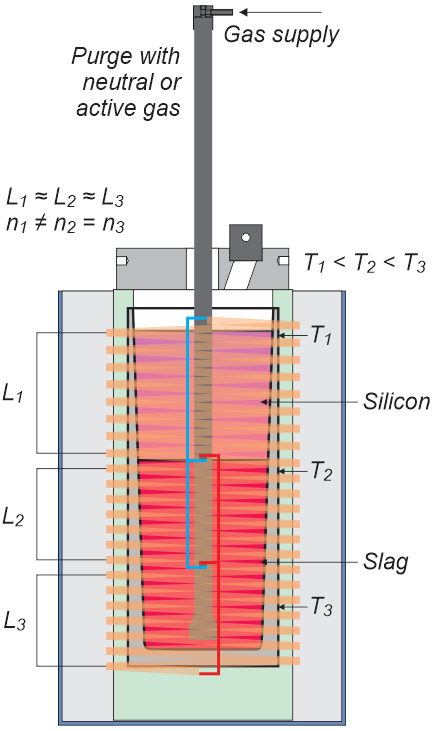 Gas supply
Purge with
neutral or
active gas
L₁ ≈ L₂ ≈ L₃
n₁ ≠ n₂ = n₃
T₁ < T₂ < T₃
T₁
L₁
Silicon
T₂
L₂
Slag
T₃
L₃